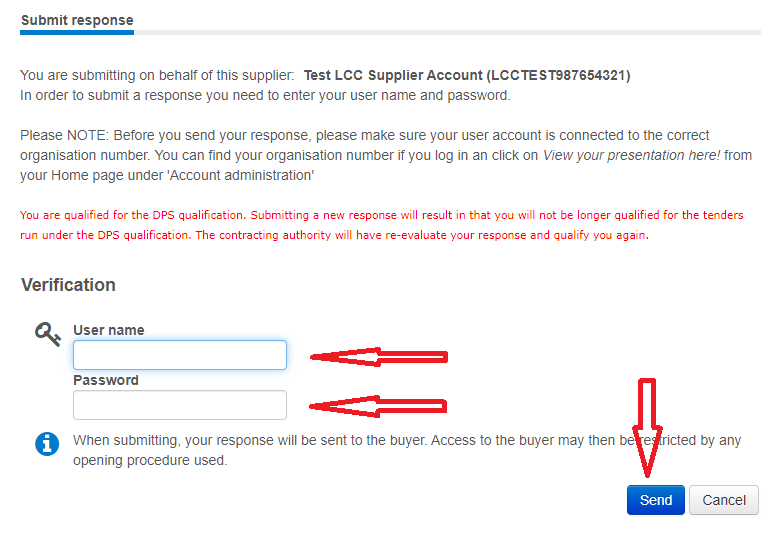 Submit response
You are submitting on behalf of this supplier: Test LCC Supplier Account (LCCTEST987654321)
In order to submit a response you need to enter your user name and password.
Please NOTE: Before you send your response, please make sure your user account is connected to the correct
organisation number. You can find your organisation number if you log in an click on View your presentation here! from
your Home page under 'Account administration'
You are qualified for the DPS qualification. Submitting a new response will result in that you will not be longer qualified for the tenders
run under the DPS qualification. The contracting authority will have re-evaluate your response and qualify you again.
Verification
User name
Password
When submitting, your response will be sent to the buyer. Access to the buyer may then be restricted by any
opening procedure used.
Send Cancel